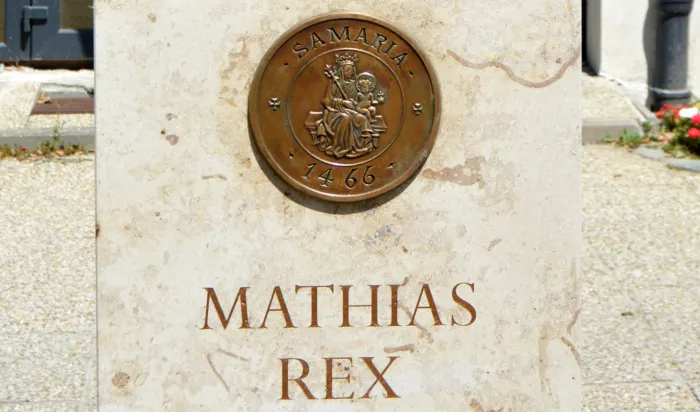 · SAMARIA ·
· 1466 ·
MATHIAS
REX